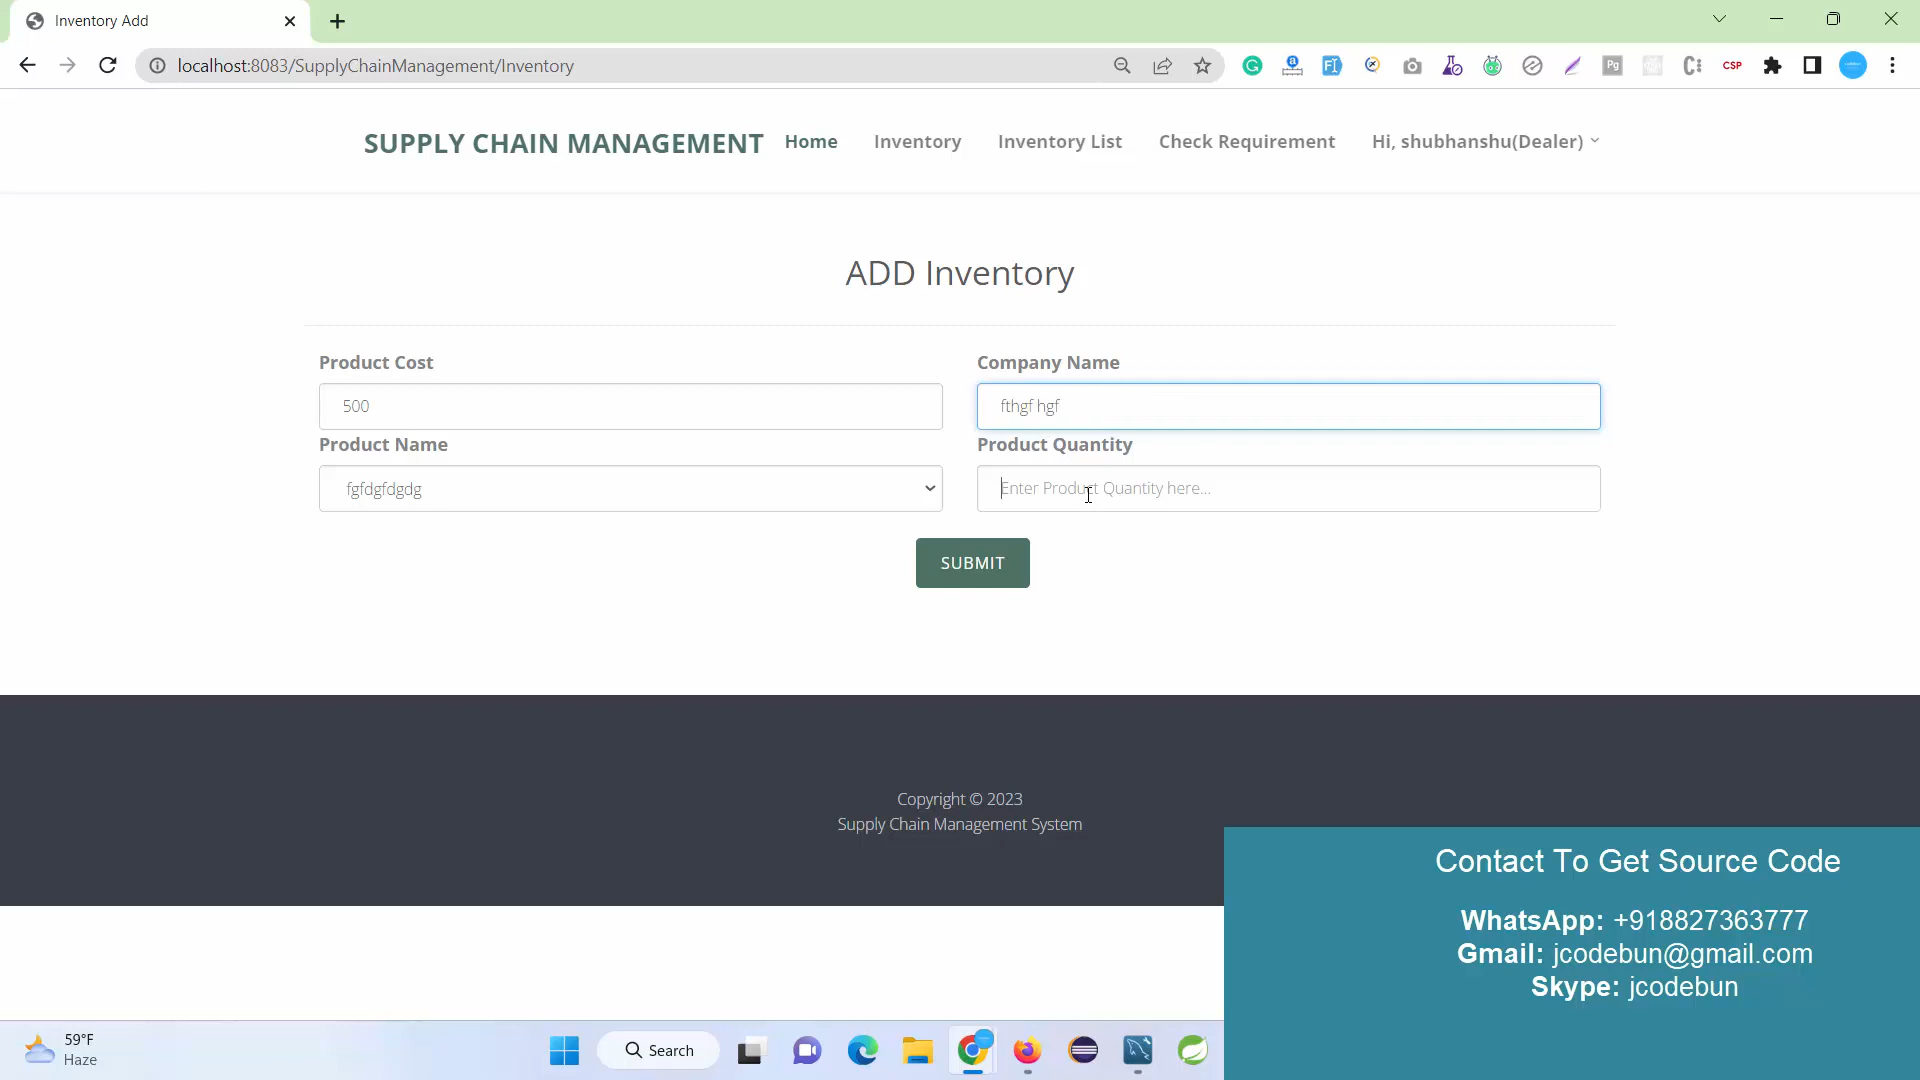 Inventory Add
localhost:8083/SupplyChainManagement/Inventory
CSP
SUPPLY CHAIN MANAGEMENT Home Inventory Inventory List Check Requirement Hi, shubhanshu(Dealer)
ADD Inventory
Product Cost Company Name
500 fthgf hgf
Product Name Product Quantity
fgfdgfdgdg Enter Product Quantity here...
SUBMIT
Copyright © 2023
Supply Chain Management System
Contact To Get Source Code
WhatsApp: +918827363777
Gmail: jcodebun@gmail.com
Skype: jcodebun
59°F
Haze
Search